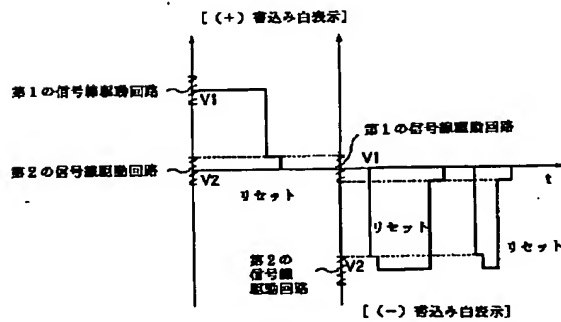 [(+)書込み白表示]
第1の信号線駆動回路
V1
第1の信号線駆動回路
V1
第2の信号線駆動回路
V2
t
リセット
リセット
リセット
第2の
信号線
駆動回路
V2
[(−)書込み白表示]